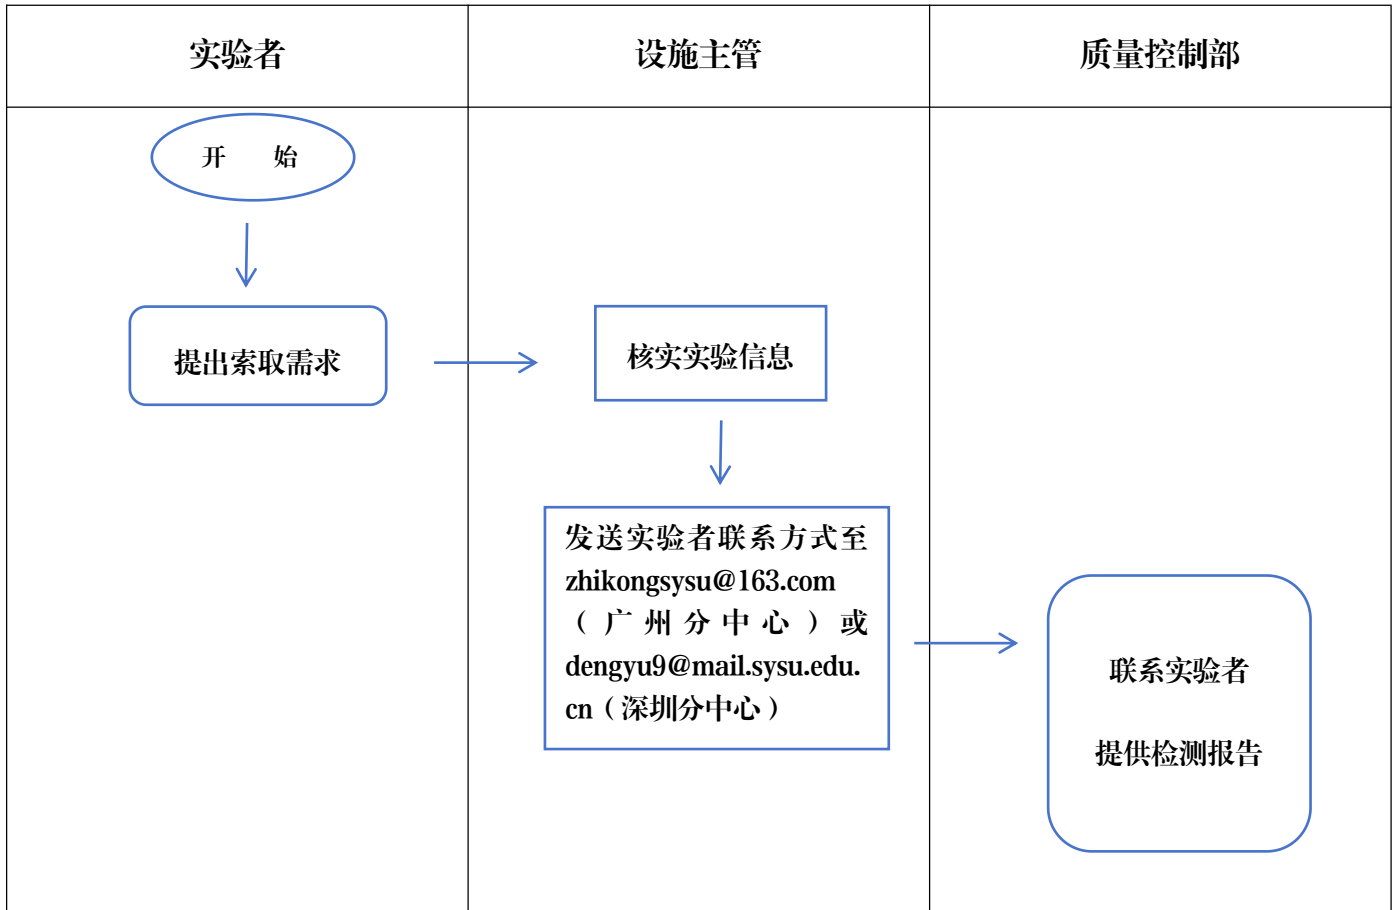 实验者
设施主管
质量控制部
开 始
提出索取需求
核实实验信息
发送实验者联系方式至
zhikongsysu@163.com
（广州分中心）或
dengyu9@mail.sysu.edu.
cn（深圳分中心）
联系实验者
提供检测报告